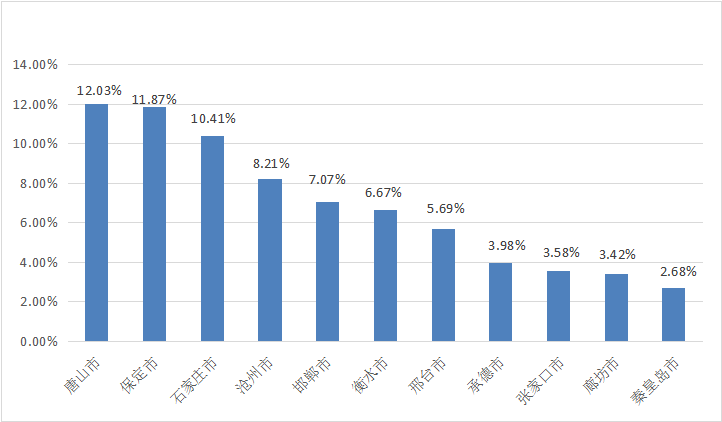 14.00%
12.00%
10.00%
8.00%
6.00%
4.00%
2.00%
0.00%
12.03%
11.87%
10.41%
8.21%
7.07%
6.67%
5.69%
3.98%
3.58%
3.42%
2.68%
唐山市
保定市
石家庄市
沧州市
邯郸市
衡水市
邢台市
承德市
张家口市
廊坊市
秦皇岛市